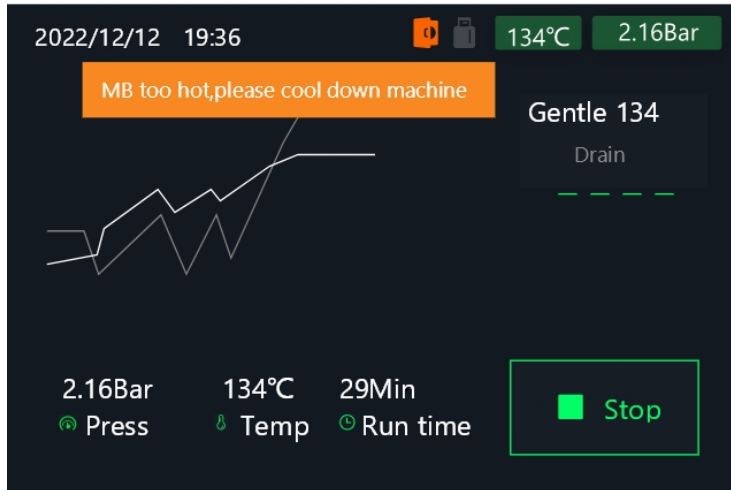 2022/12/12 19:36 134℃ 2.16Bar
MB too hot,please cool down machine
Gentle 134
Drain
2.16Bar 134℃ 29Min
Press Temp Run time
Stop